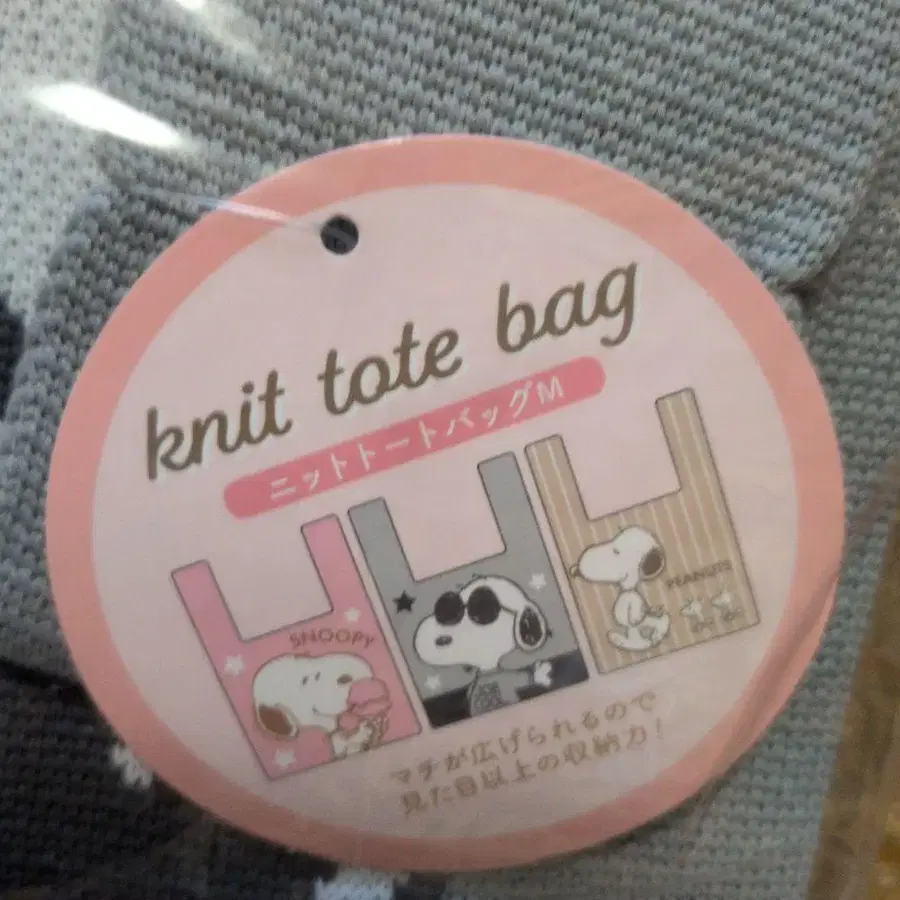 knit tote bag
ニットトートバッグM
SNOOPY
PEANUTS
マチが広げられるので
見た目以上の収納力!